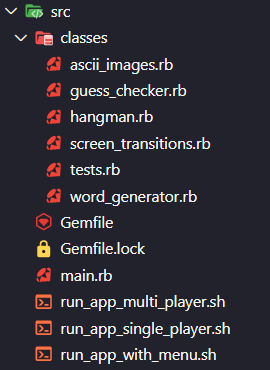 src
classes
ascii_images.rb
guess_checker.rb
hangman.rb
screen_transitions.rb
tests.rb
word_generator.rb
Gemfile
Gemfile.lock
main.rb
run_app_multi_player.sh
run_app_single_player.sh
run_app_with_menu.sh